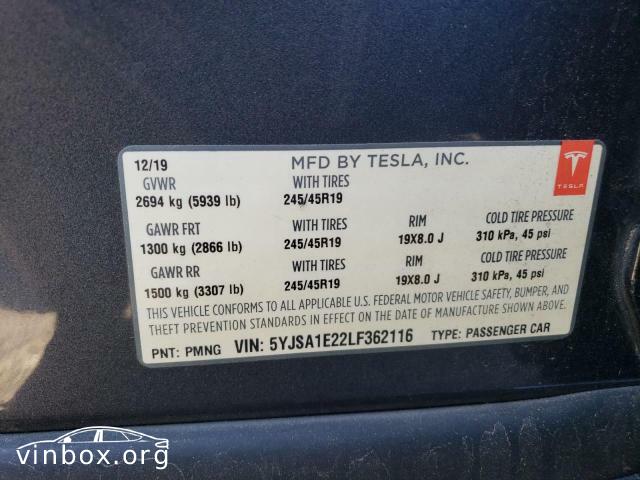 12/19 MFD BY TESLA, INC.
GVWR WITH TIRES
2694 kg (5939 lb) 245/45R19
TESLA
GAWR FRT WITH TIRES RIM COLD TIRE PRESSURE
1300 kg (2866 lb) 245/45R19 19X8.0 J 310 kPa, 45 psi
GAWR RR WITH TIRES RIM COLD TIRE PRESSURE
1500 kg (3307 lb) 245/45R19 19X8.0 J 310 kPa, 45 psi
THIS VEHICLE CONFORMS TO ALL APPLICABLE U.S. FEDERAL MOTOR VEHICLE SAFETY, BUMPER, AND
THEFT PREVENTION STANDARDS IN EFFECT ON THE DATE OF MANUFACTURE SHOWN ABOVE.
PNT: PMNG VIN: 5YJSA1E22LF362116 TYPE: PASSENGER CAR
vinbox.org